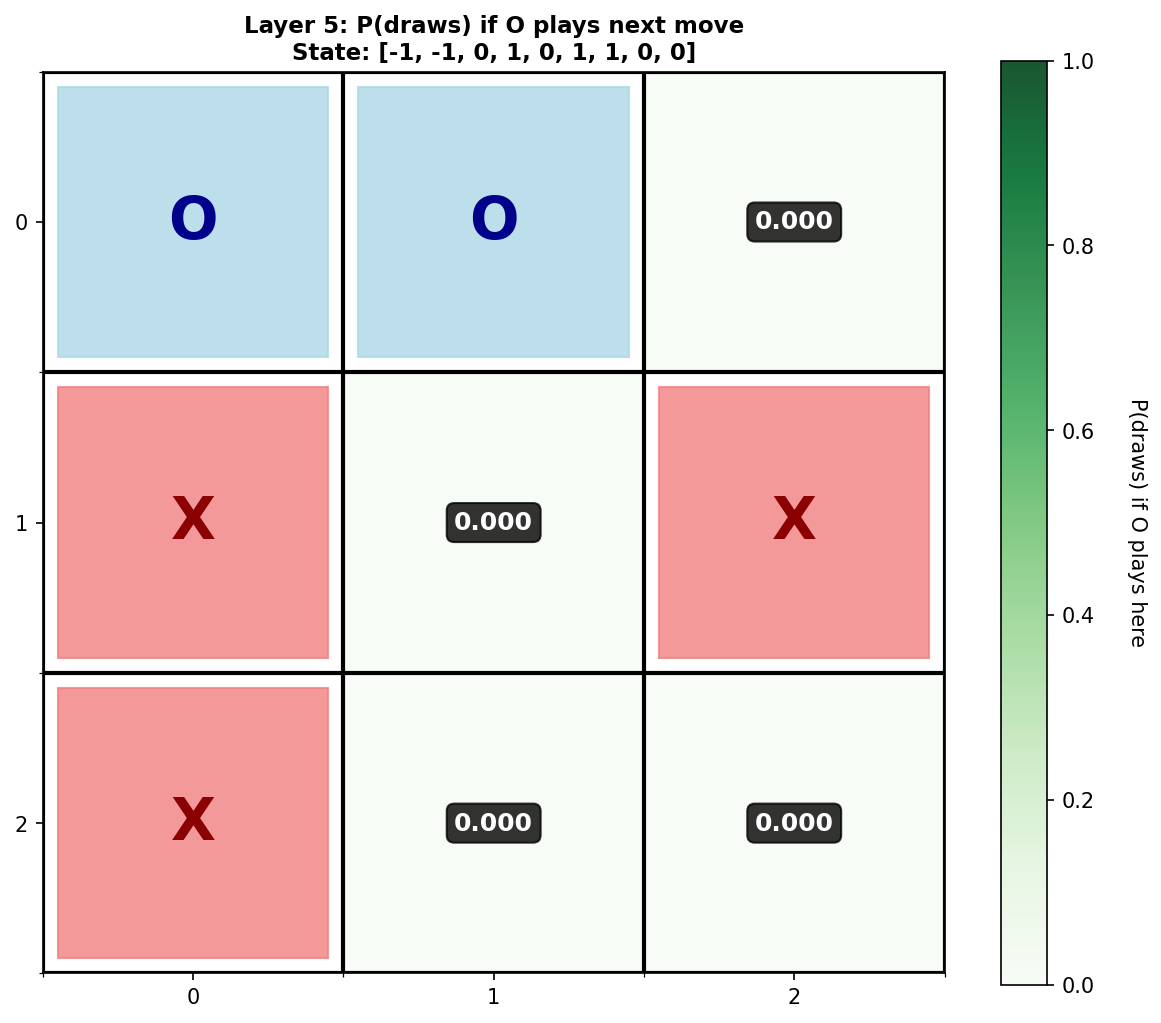 Layer 5: P(draws) if O plays next move
State: [-1, -1, 0, 1, 0, 1, 1, 0, 0]
O
O
0.000
X
0.000
X
X
0.000
0.000
0
1
2
0
1
2
1.0
0.8
0.6
0.4
0.2
0.0
P(draws) if O plays here